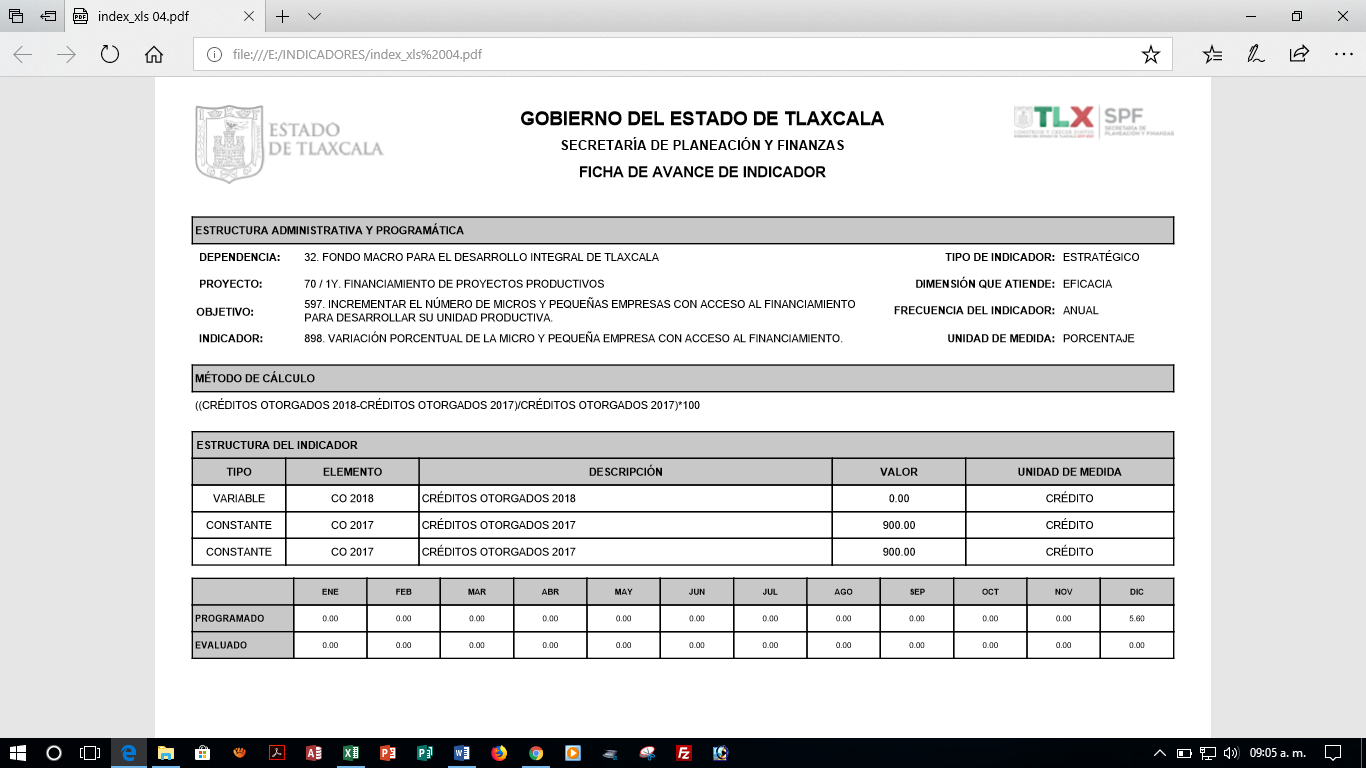 index_xls 04.pdf
file:///E:/INDICADORES/index_xls%2004.pdf
ESTADO
DE TLAXCALA
GOBIERNO DEL ESTADO DE TLAXCALA
SECRETARÍA DE PLANEACIÓN Y FINANZAS
FICHA DE AVANCE DE INDICADOR
TLX
CONSTRUIR Y CRECER JUNTOS
SPF
SECRETARÍA DE
PLANEACIÓN Y FINANZAS
ESTRUCTURA ADMINISTRATIVA Y PROGRAMÁTICA
DEPENDENCIA: 32. FONDO MACRO PARA EL DESARROLLO INTEGRAL DE TLAXCALA TIPO DE INDICADOR: ESTRATÉGICO
PROYECTO: 70 / 1Y. FINANCIAMIENTO DE PROYECTOS PRODUCTIVOS DIMENSIÓN QUE ATIENDE: EFICACIA
OBJETIVO: 597. INCREMENTAR EL NÚMERO DE MICROS Y PEQUEÑAS EMPRESAS CON ACCESO AL FINANCIAMIENTO
PARA DESARROLLAR SU UNIDAD PRODUCTIVA. FRECUENCIA DEL INDICADOR: ANUAL
INDICADOR: 898. VARIACIÓN PORCENTUAL DE LA MICRO Y PEQUEÑA EMPRESA CON ACCESO AL FINANCIAMIENTO. UNIDAD DE MEDIDA: PORCENTAJE
MÉTODO DE CÁLCULO
((CRÉDITOS OTORGADOS 2018-CRÉDITOS OTORGADOS 2017)/CRÉDITOS OTORGADOS 2017)*100
ESTRUCTURA DEL INDICADOR
TIPO ELEMENTO DESCRIPCIÓN VALOR UNIDAD DE MEDIDA
VARIABLE CO 2018 CRÉDITOS OTORGADOS 2018 0.00 CRÉDITO
CONSTANTE CO 2017 CRÉDITOS OTORGADOS 2017 900.00 CRÉDITO
CONSTANTE CO 2017 CRÉDITOS OTORGADOS 2017 900.00 CRÉDITO
ENE FEB MAR ABR MAY JUN JUL AGO SEP OCT NOV DIC
PROGRAMADO 0.00 0.00 0.00 0.00 0.00 0.00 0.00 0.00 0.00 0.00 0.00 5.60
EVALUADO 0.00 0.00 0.00 0.00 0.00 0.00 0.00 0.00 0.00 0.00 0.00 0.00
09:05 a. m.